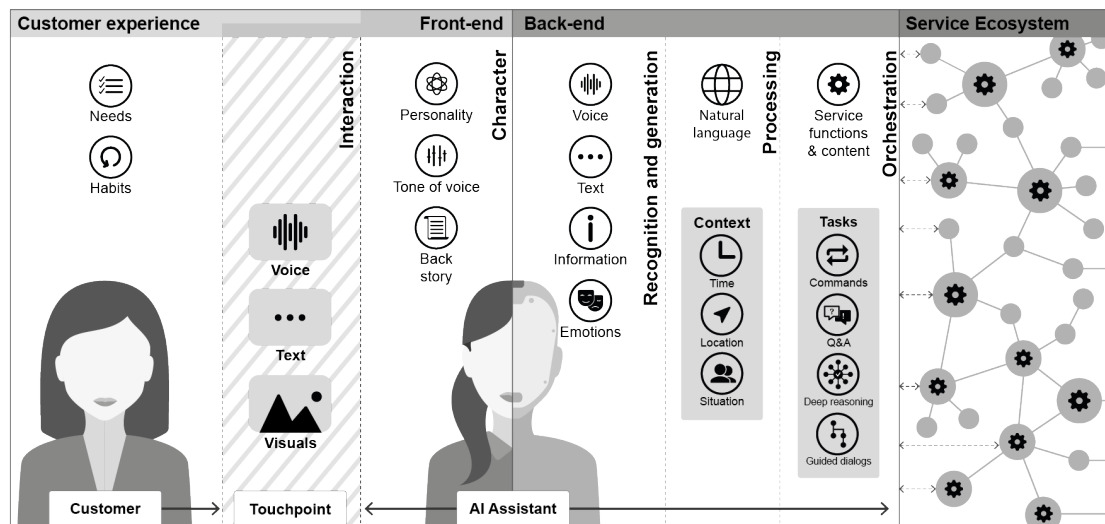 Customer experience
Front-end
Back-end
Service Ecosystem
Needs
Habits
Interaction
Voice
Text
Visuals
Personality
Tone of voice
Back
story
Character
Voice
Text
Information
Emotions
Recognition and generation
Natural
language
Processing
Context
Time
Location
Situation
Service
functions
& content
Orchestration
Tasks
Commands
?
!
Q&A
Deep reasoning
Guided dialogs
Customer
Touchpoint
AI Assistant